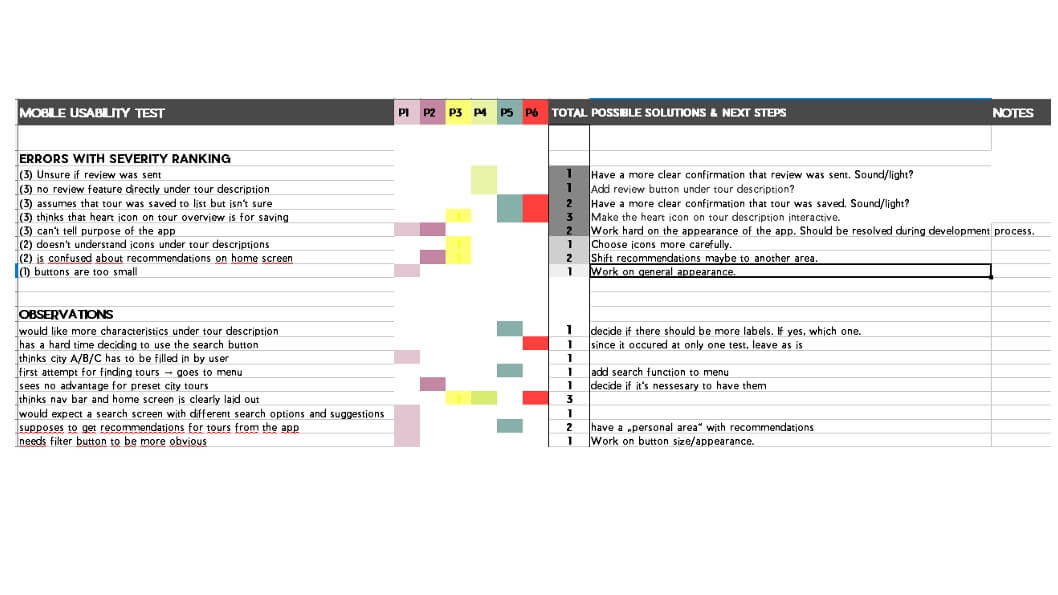 MOBILE USABILITY TEST P1 P2 P3 P4 P5 P6 TOTAL POSSIBLE SOLUTIONS & NEXT STEPS NOTES
ERRORS WITH SEVERITY RANKING
(3) Unsure if review was sent 1 Have a more clear confirmation that review was sent. Sound/light?
(3) no review feature directly under tour description 1 Add review button under tour description?
(3) assumes that tour was saved to list but isn't sure 2 Have a more clear confirmation that tour was saved. Sound/light?
(3) thinks that heart icon on tour overview is for saving 3 Make the heart icon on tour description interactive.
(3) can't tell purpose of the app 2 Work hard on the appearance of the app. Should be resolved during development process.
(2) doesn't understand icons under tour descriptions 1 Choose icons more carefully.
(2) is confused about recommendations on home screen 2 Shift recommendations maybe to another area.
(1) buttons are too small 1 Work on general appearance.
OBSERVATIONS
would like more characteristics under tour description 1 decide if there should be more labels. If yes, which one.
has a hard time deciding to use the search button 1 since it occured at only one test, leave as is
thinks city A/B/C has to be filled in by user 1
first attempt for finding tours → goes to menu 1 add search function to menu
sees no advantage for preset city tours 1 decide if it's nessesary to have them
thinks nav bar and home screen is clearly laid out 3
would expect a search screen with different search options and suggestions 1
supposes to get recommendations for tours from the app 2 have a „personal area" with recommendations
needs filter button to be more obvious 1 Work on button size/appearance.